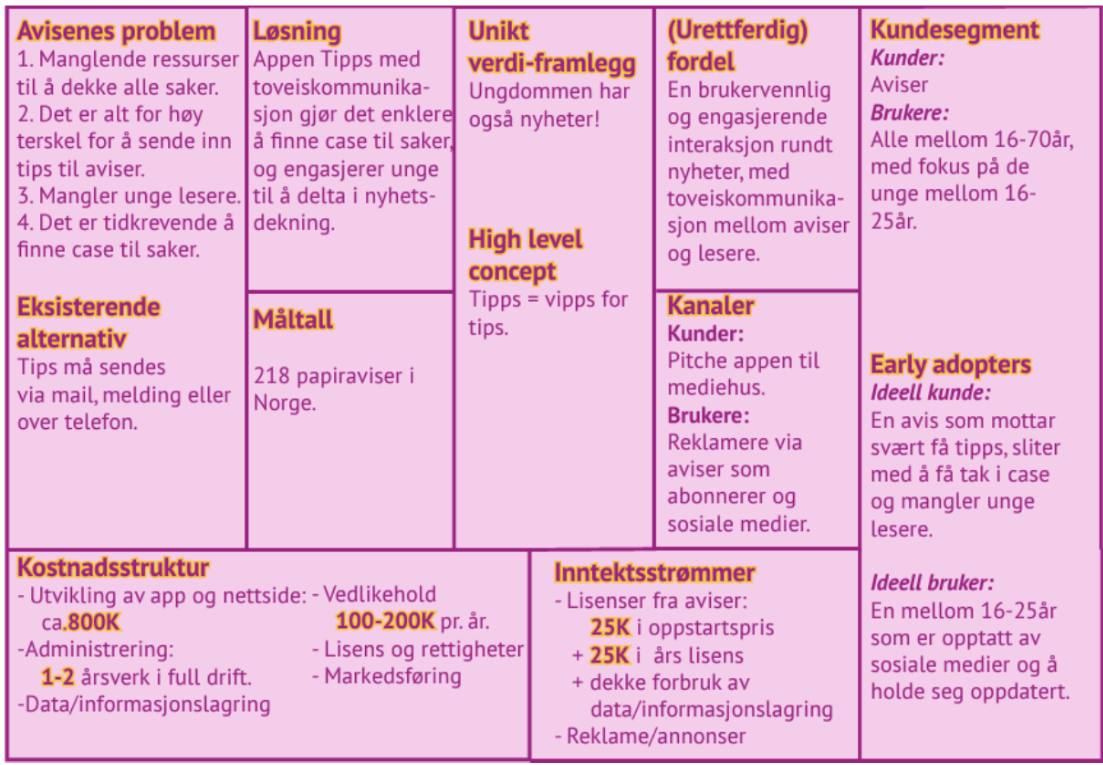 Avisenes problem
1. Manglende ressurser
til å dekke alle saker.
2. Det er alt for høy
terskel for å sende inn
tips til aviser.
3. Mangler unge lesere.
4. Det er tidkrevende å
finne case til saker.
Eksisterende
alternativ
Tips må sendes
via mail, melding eller
over telefon.
Løsning
Appen Tipps med
toveiskommunika-
sjon gjør det enklere
å finne case til saker,
og engasjerer unge
til å delta i nyhets-
dekning.
Måltall
218 papiraviser i
Norge.
Unikt
verdi-framlegg
Ungdommen har
også nyheter!
High level
concept
Tipps = vipps for
tips.
(Urettferdig)
fordel
En brukervennlig
og engasjerende
interaksjon rundt
nyheter, med
toveiskommunika-
sjon mellom aviser
og lesere.
Kanaler
Kunder:
Pitche appen til
mediehus.
Brukere:
Reklamere via
aviser som
abonnerer og
sosiale medier.
Kundesegment
Kunder:
Aviser
Brukere:
Alle mellom 16-70år,
med fokus på de
unge mellom 16-
25år.
Early adopters
Ideell kunde:
En avis som mottar
svært få tipps, sliter
med å få tak i case
og mangler unge
lesere.
Ideell bruker:
En mellom 16-25år
som er opptatt av
sosiale medier og å
holde seg oppdatert.
Kostnadsstruktur
- Utvikling av app og nettside:
ca.800K
-Administrering:
1-2 årsverk i full drift.
-Data/informasjonslagring
- Vedlikehold
100-200K pr. år.
- Lisens og rettigheter
- Markedsføring
Inntektsstrømmer
- Lisenser fra aviser:
25K i oppstartspris
+ 25K i års lisens
+ dekke forbruk av
data/informasjonslagring
- Reklame/annonser